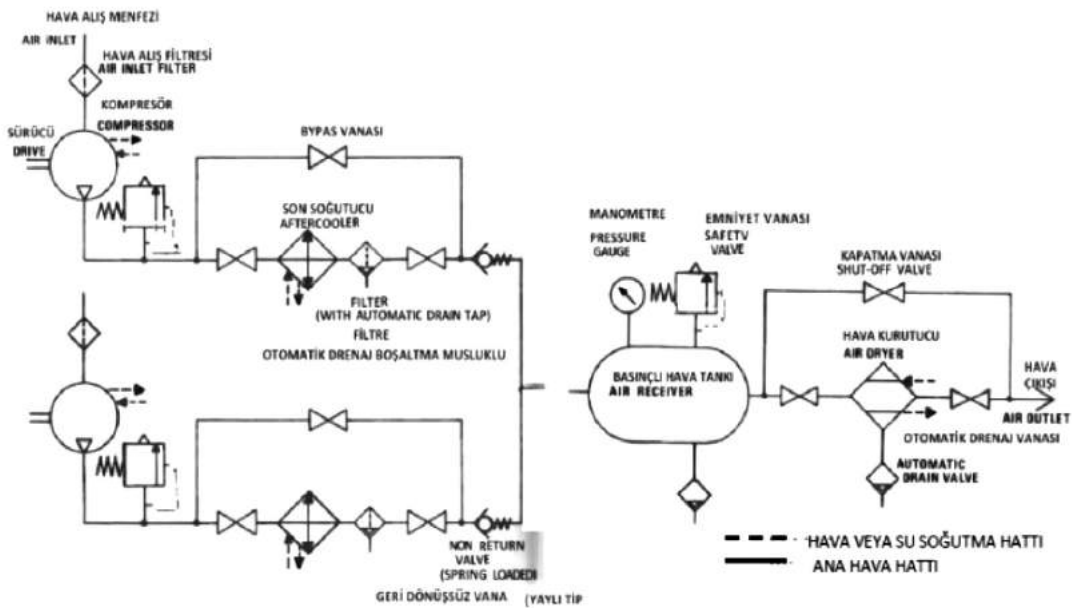 HAVA ALIŞ MENFEZİ
AIR INLET
HAVA ALIŞ FİLTRESİ
AIR INLET FILTER
KOMPRESÖR
COMPRESSOR
SÜRÜCÜ
DRIVE
BYPAS VANASI
SON SOĞUTUCU
AFTERCOOLER
FILTER
(WITH AUTOMATIC DRAIN TAP)
FİLTRE
OTOMATİK DRENAJ BOŞALTMA MUSLUKLU
NON RETURN
VALVE
(SPRING LOADED)
GERİ DÖNÜŞSÜZ VANA (YAYLI TİP
MANOMETRE
PRESSURE
GAUGE
EMNİYET VANASI
SAFETV
VALVE
BASINÇLI HAVA TANKI
AIR RECEIVER
KAPATMA VANASI
SHUT-OFF VALVE
HAVA KURUTUCU
AIR DRYER
HAVA
ÇIKIŞI
AIR OUTLET
OTOMATİK DRENAJ VANASI
AUTOMATIC
DRAIN VALVE
HAVA VEYA SU SOĞUTMA HATTI
ANA HAVA HATTI